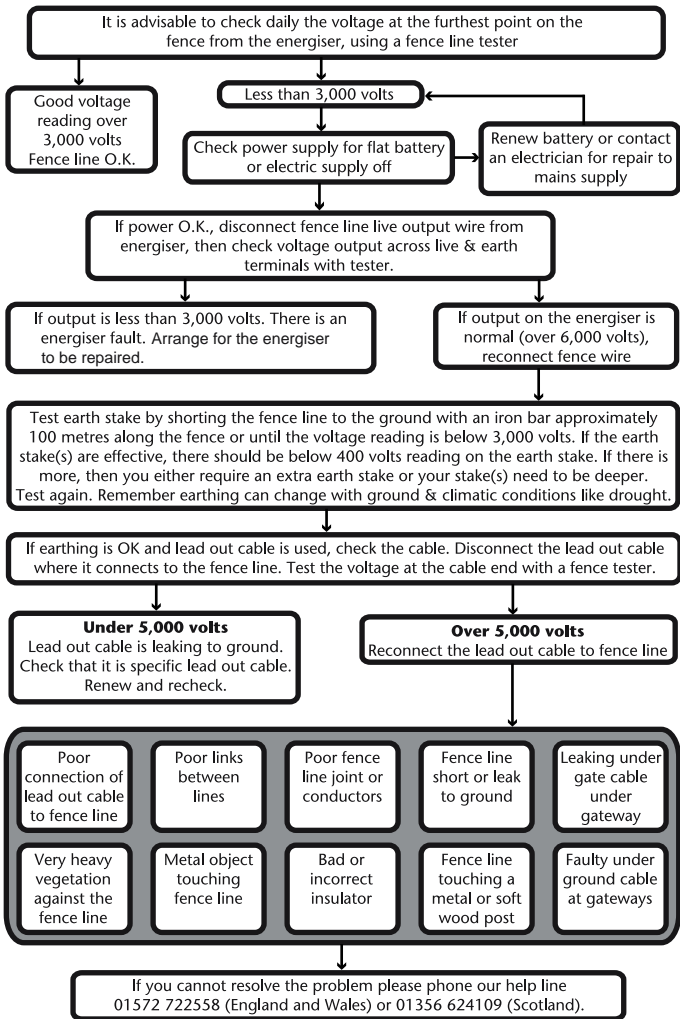 It is advisable to check daily the voltage at the furthest point on the
fence from the energiser, using a fence line tester
Good voltage
reading over
3,000 volts
Fence line O.K.
Less than 3,000 volts
Check power supply for flat battery
or electric supply off
Renew battery or contact
an electrician for repair to
mains supply
If power O.K., disconnect fence line live output wire from
energiser, then check voltage output across live & earth
terminals with tester.
If output is less than 3,000 volts. There is an
energiser fault. Arrange for the energiser
to be repaired.
If output on the energiser is
normal (over 6,000 volts),
reconnect fence wire
Test earth stake by shorting the fence line to the ground with an iron bar approximately
100 metres along the fence or until the voltage reading is below 3,000 volts. If the earth
stake(s) are effective, there should be below 400 volts reading on the earth stake. If there is
more, then you either require an extra earth stake or your stake(s) need to be deeper.
Test again. Remember earthing can change with ground & climatic conditions like drought.
If earthing is OK and lead out cable is used, check the cable. Disconnect the lead out cable
where it connects to the fence line. Test the voltage at the cable end with a fence tester.
Under 5,000 volts
Lead out cable is leaking to ground.
Check that it is specific lead out cable.
Renew and recheck.
Over 5,000 volts
Reconnect the lead out cable to fence line
Poor
connection of
lead out cable
to fence line
Poor links
between
lines
Poor fence
line joint or
conductors
Fence line
short or leak
to ground
Leaking under
gate cable
under
gateway
Very heavy
vegetation
against the
fence line
Metal object
touching
fence line
Bad or
incorrect
insulator
Fence line
touching a
metal or soft
wood post
Faulty under
ground cable
at gateways
If you cannot resolve the problem please phone our help line
01572 722558 (England and Wales) or 01356 624109 (Scotland).